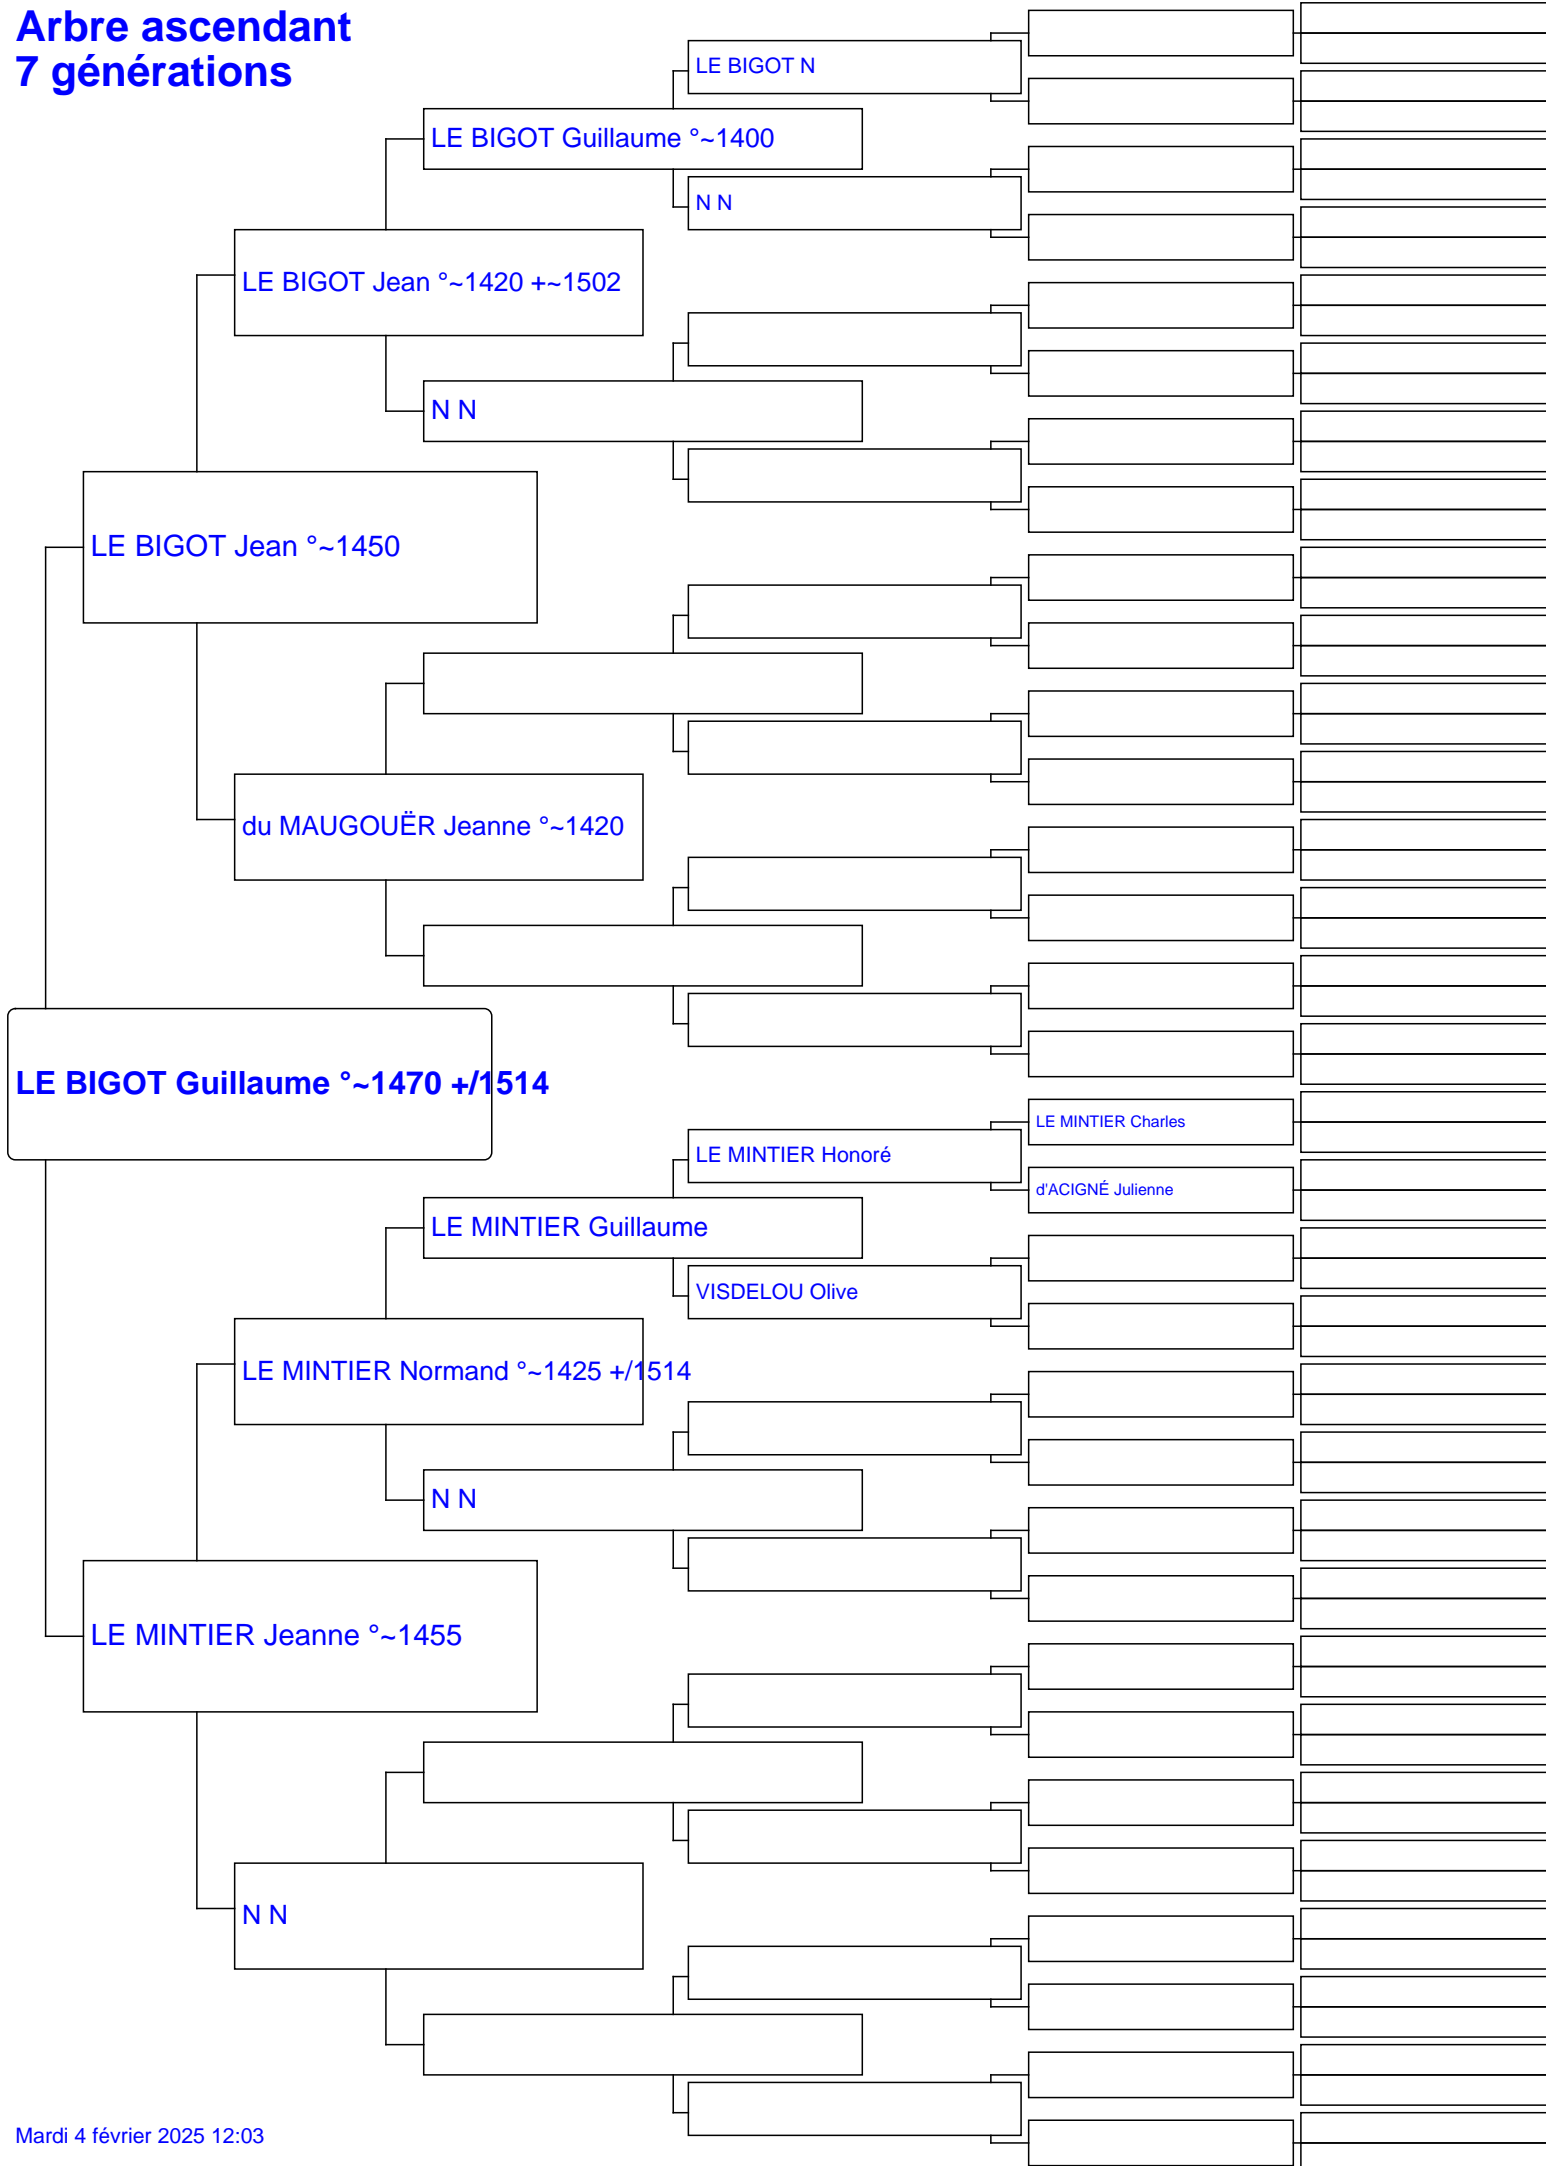 Arbre ascendant
7 générations
LE BIGOT N
LE BIGOT Guillaume °~1400
N N
LE BIGOT Jean °~1420 +~1502
N N
LE BIGOT Jean °~1450
du MAUGOUËR Jeanne °~1420
LE BIGOT Guillaume °~1470 +/1514
LE MINTIER Charles
LE MINTIER Honoré
d'ACIGNÉ Julienne
LE MINTIER Guillaume
VISDELOU Olive
LE MINTIER Normand °~1425 +/1514
N N
LE MINTIER Jeanne °~1455
N N
Mardi 4 février 2025 12:03